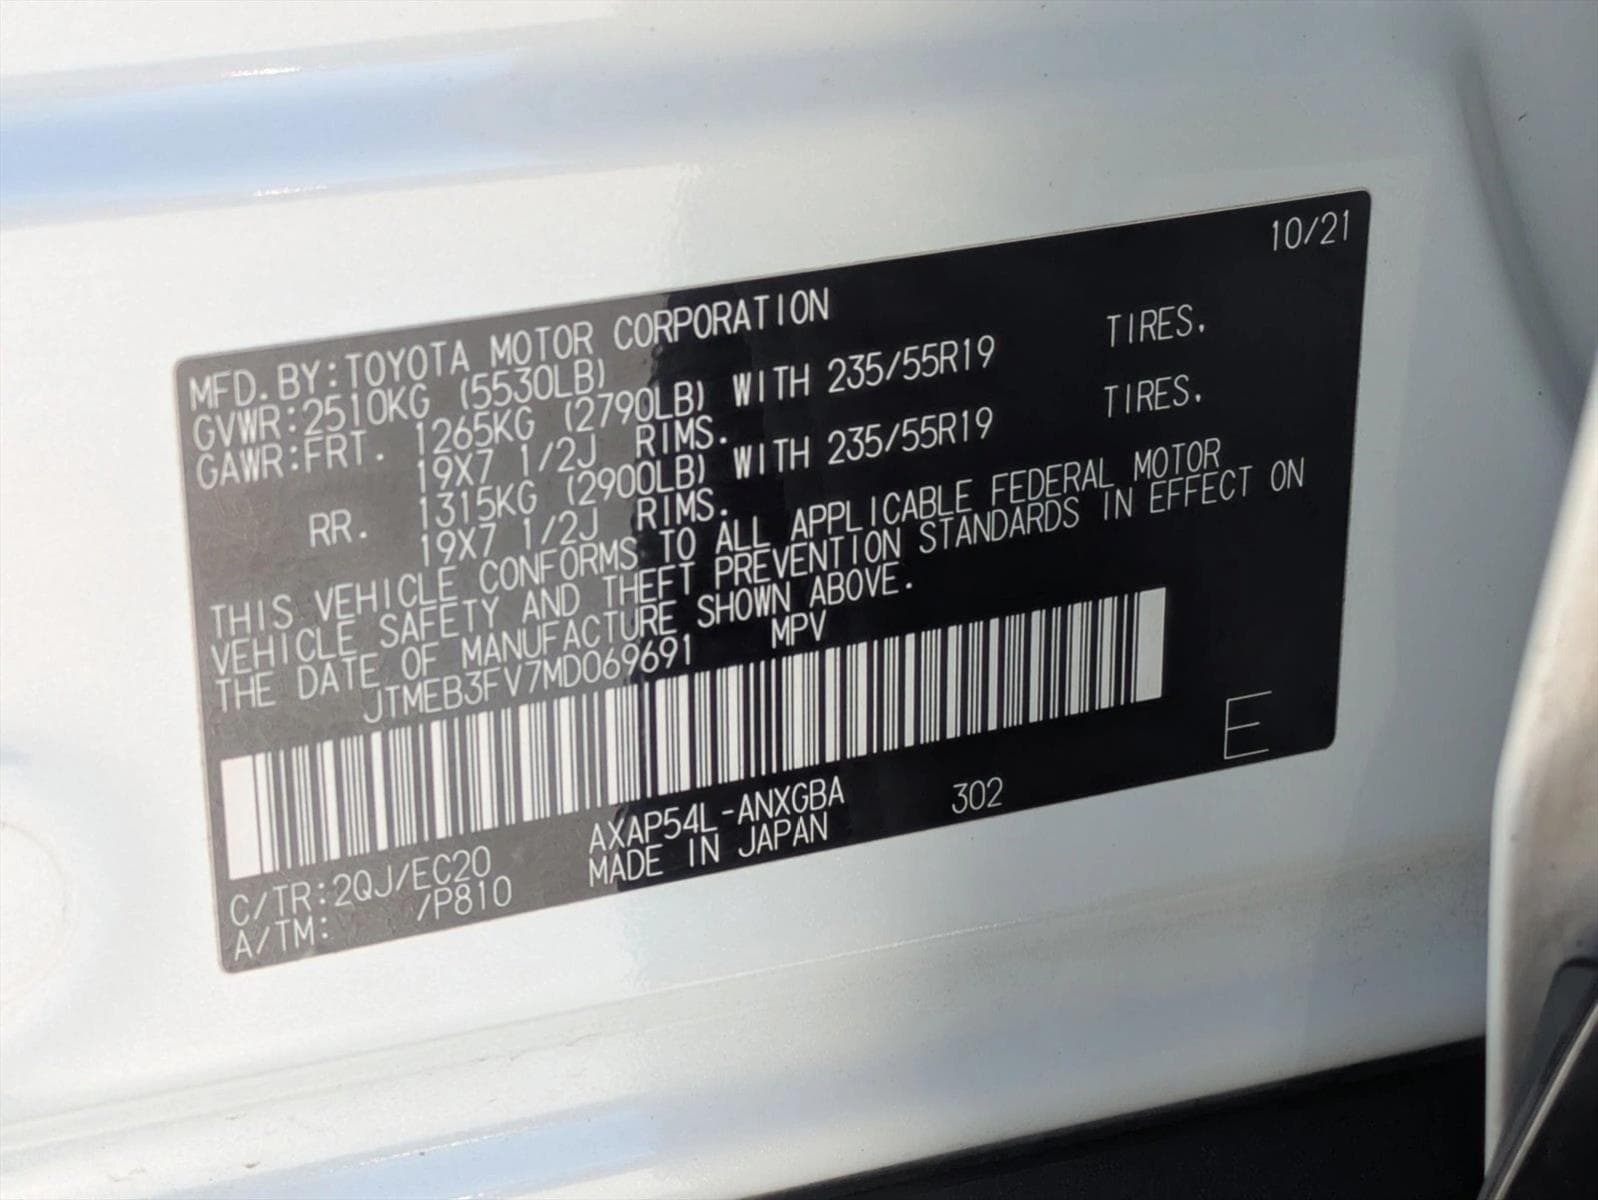 10/21
MFD.BY:TOYOTA MOTOR CORPORATION
GVWR:2510KG (5530LB)
GAWR:FRT. 1265KG (2790LB) WITH 235/55R19 TIRES.
19X7 1/2J RIMS.
RR. 1315KG (2900LB) WITH 235/55R19 TIRES.
19X7 1/2J RIMS.
THIS VEHICLE CONFORMS TO ALL APPLICABLE FEDERAL MOTOR
VEHICLE SAFETY AND THEFT PREVENTION STANDARDS IN EFFECT ON
THE DATE OF MANUFACTURE SHOWN ABOVE.
JTMEB3FV7MD069691 MPV
E
AXAP54L-ANXGBA 302
C/TR:2QJ/EC20 MADE IN JAPAN
A/TM: /P810